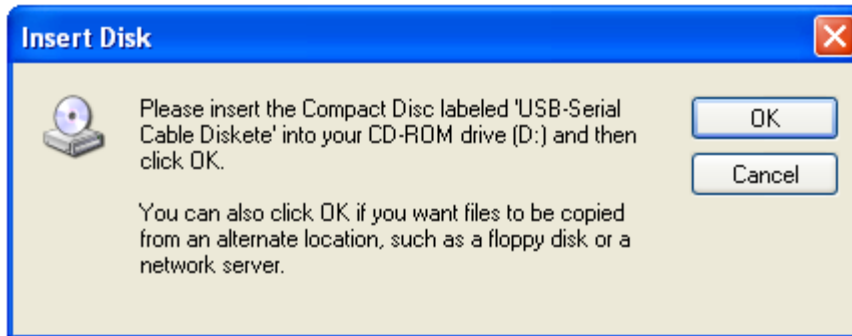 Insert Disk
Please insert the Compact Disc labeled 'USB-Serial
Cable Diskete' into your CD-ROM drive (D:) and then
click OK.
You can also click OK if you want files to be copied
from an alternate location, such as a floppy disk or a
network server.
OK
Cancel